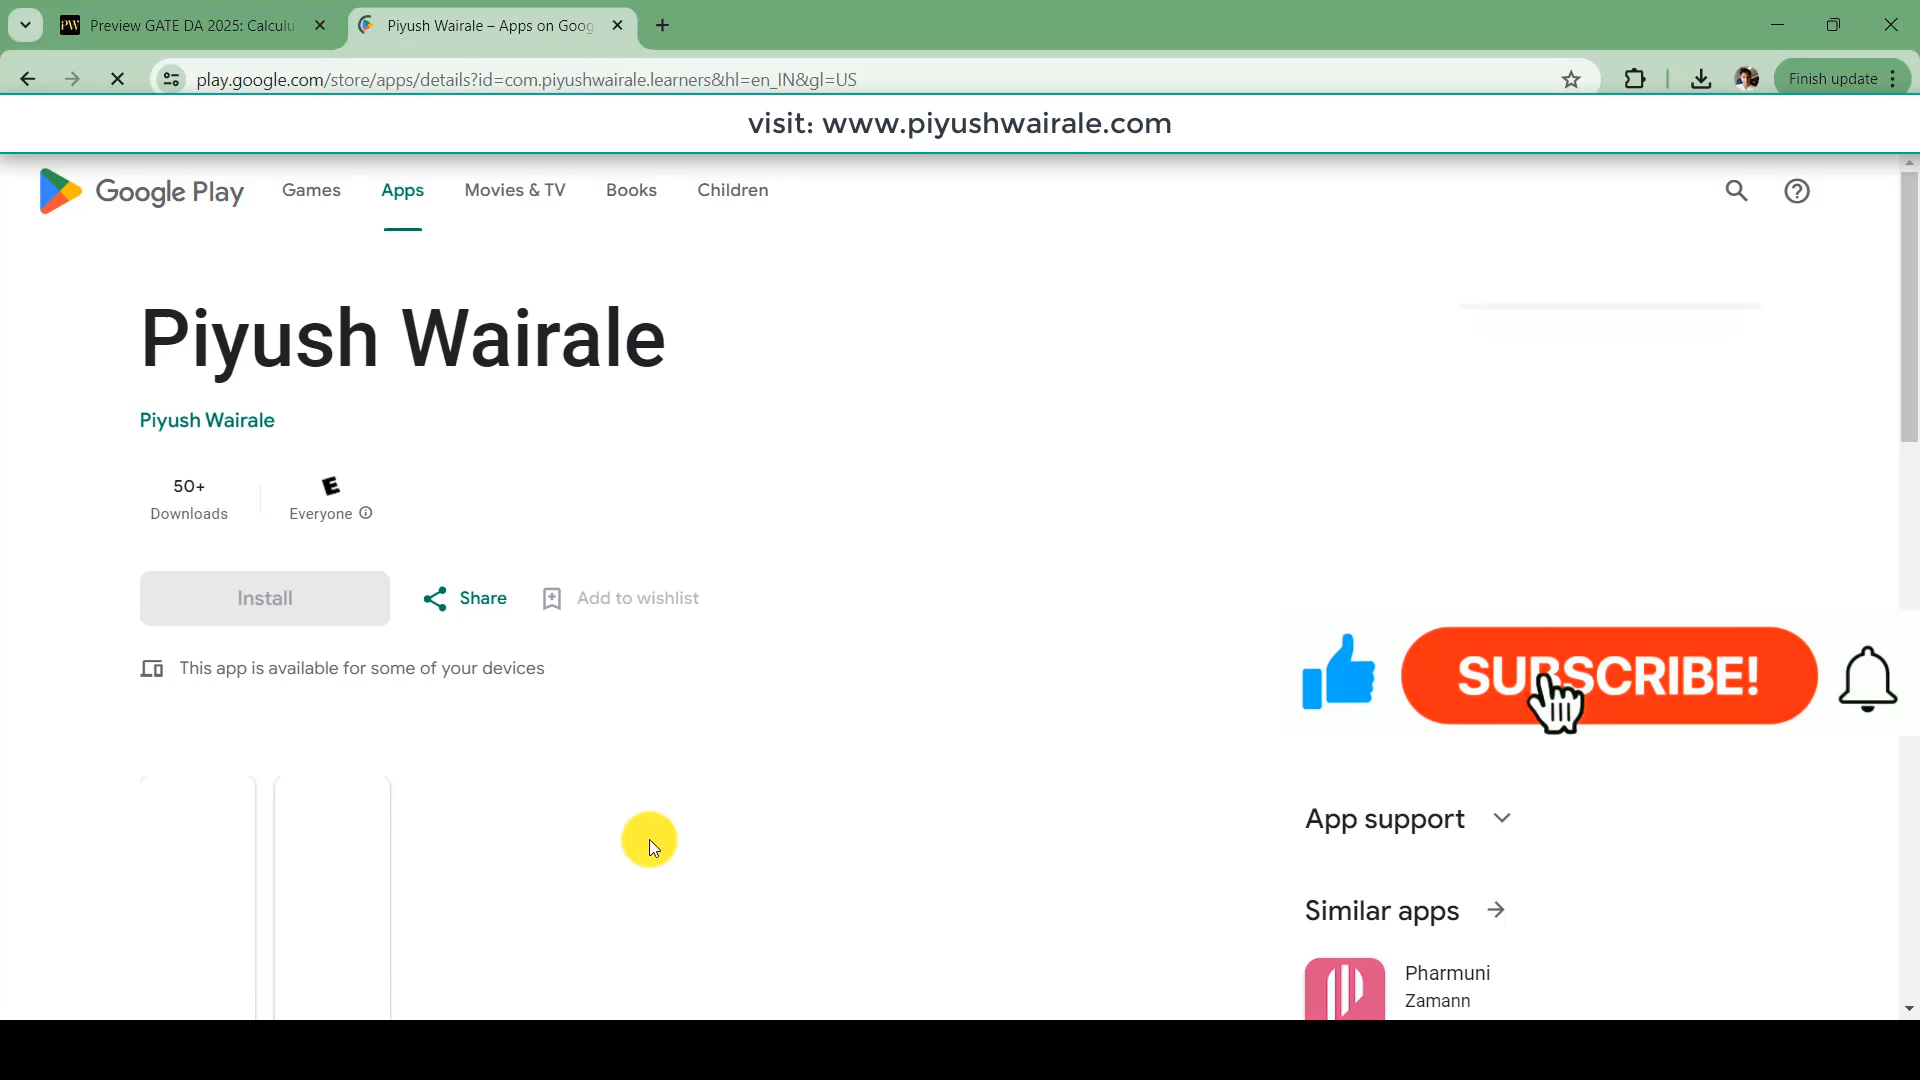 PW Preview GATE DA 2025: Calculu
Piyush Wairale – Apps on Goog
play.google.com/store/apps/details?id=com.piyushwairale.learners&hl=en_IN&gl=US
Finish update
visit: www.piyushwairale.com
Google Play
Games
Apps
Movies & TV
Books
Children
Piyush Wairale
Piyush Wairale
50+
Downloads
E
Everyone
Install
Share
Add to wishlist
This app is available for some of your devices
SUBSCRIBE!
App support
Similar apps
Pharmuni
Zamann